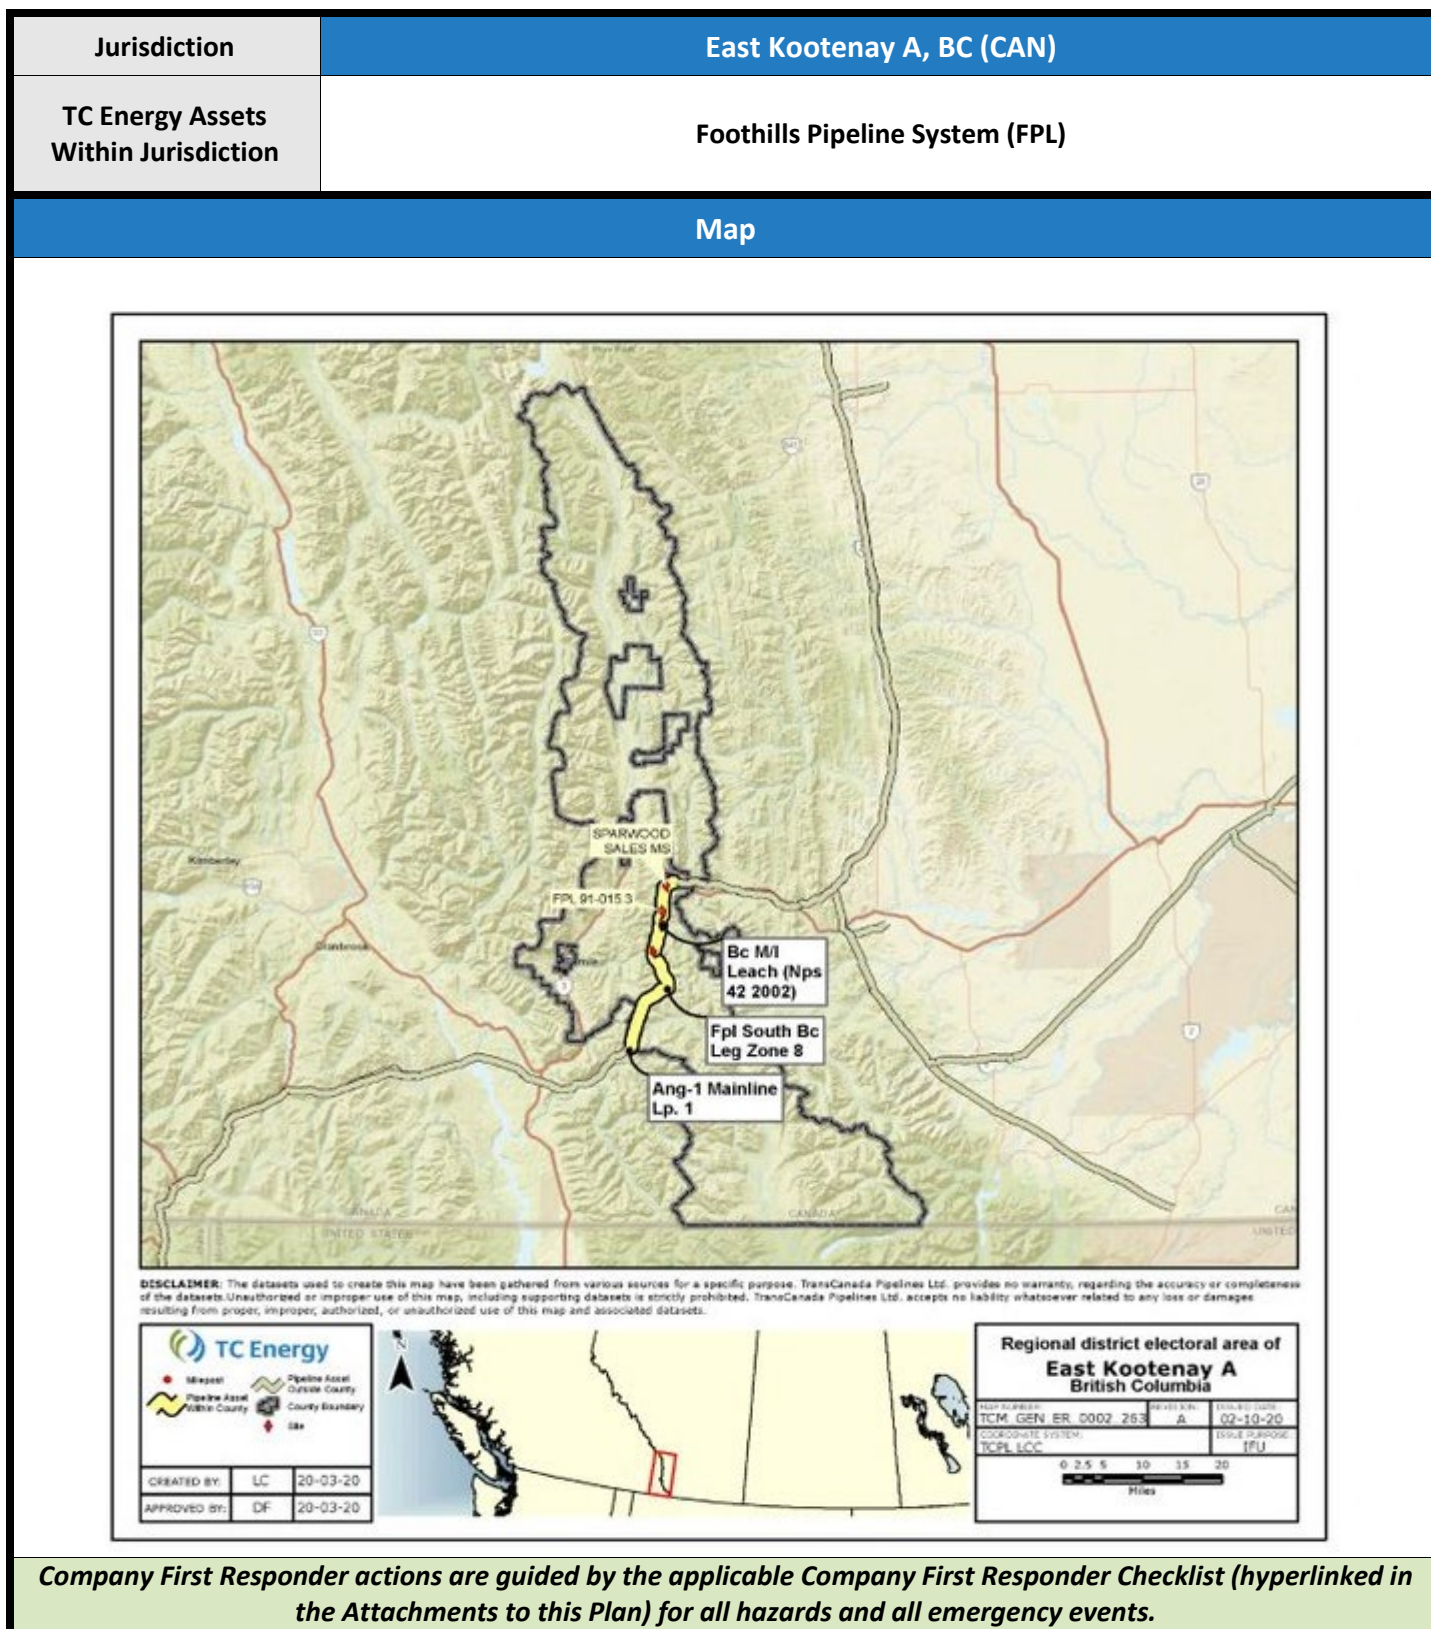 Jurisdiction
East Kootenay A, BC (CAN)
TC Energy Assets
Within Jurisdiction
Foothills Pipeline System (FPL)
Map
SPARWOOD
SALES MS
Kimberley
FPL 91-015.3
Cranbrook
Bc M/l
Leach (Nps
42 2002)
Fpl South Bc
Leg Zone 8
Ang-1 Mainline
Lp. 1
CANADA
UNITED STATES
CANADA
DISCLAIMER: The datasets used to create this map have been gathered from various sources for a specific purpose. TransCanada Pipelines Ltd. provides no warranty, regarding the accuracy or completeness
of the datasets.Unauthorized or improper use of this map, including supporting datasets is strictly prohibited. TransCanada Pipelines Ltd. accepts no liability whatsoever related to any loss or damages
resulting from proper, improper, authorized, or unauthorized use of this map and associated datasets.
TC Energy
Milepost
Pipeline Asset
Outside County
Pipeline Asset
Within County
County Boundary
Site
CREATED BY: LC 20-03-20
APPROVED BY: DF 20-03-20
N
Regional district electoral area of
East Kootenay A
British Columbia
MAP NUMBER: REVISION: ISSUED DATE:
TCM_GEN_ER_0002_263 A 02-10-20
COORDINATE SYSTEM: ISSUE PURPOSE:
TCPL LCC IFU
0 2.5 5 10 15 20
Miles
Company First Responder actions are guided by the applicable Company First Responder Checklist (hyperlinked in
the Attachments to this Plan) for all hazards and all emergency events.